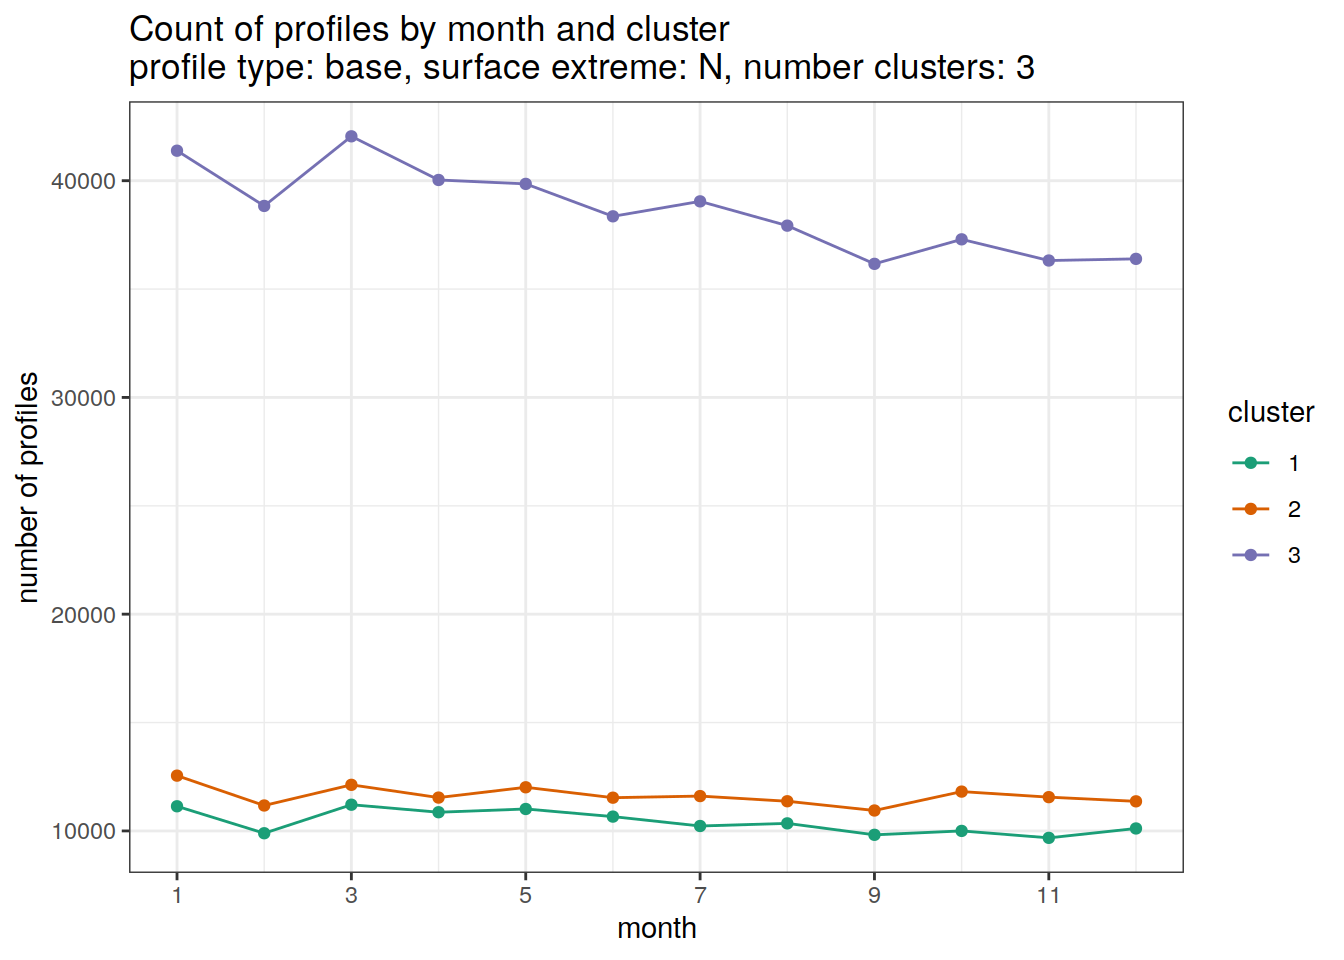 Count of profiles by month and cluster
profile type: base, surface extreme: N, number clusters: 3
number of profiles
40000
30000
20000
10000
1
3
5
7
9
11
month
cluster
1
2
3